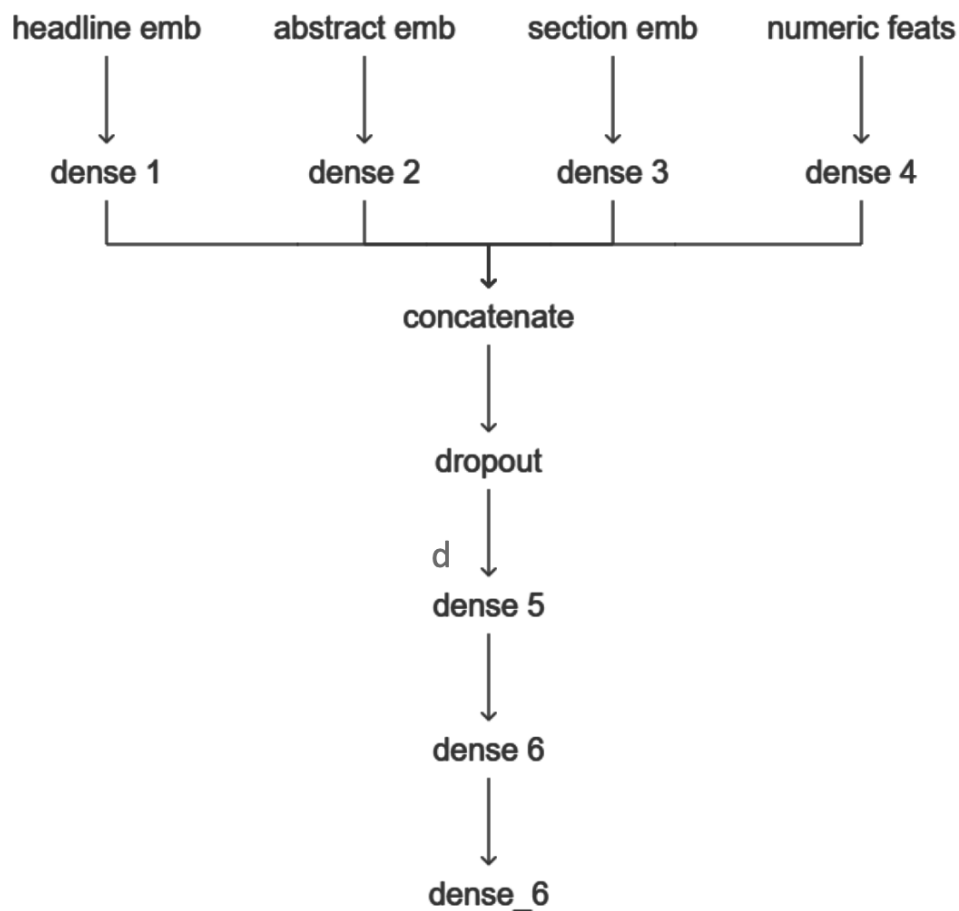 headline emb abstract emb section emb numeric feats
dense 1 dense 2 dense 3 dense 4
concatenate
dropout
d
dense 5
dense 6
dense_6